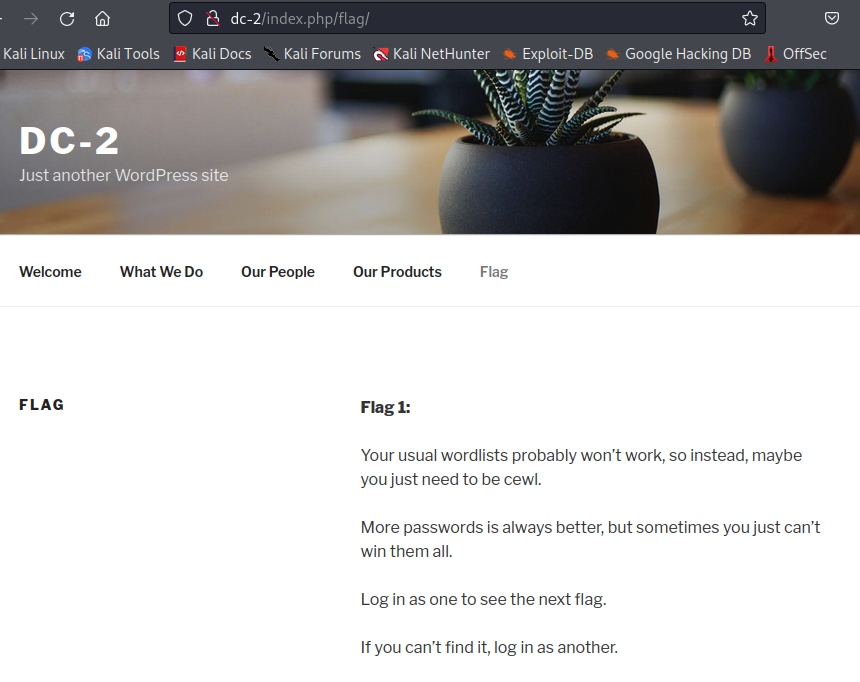 dc-2/index.php/flag/
Kali Linux Kali Tools Kali Docs Kali Forums Kali NetHunter Exploit-DB Google Hacking DB OffSec
DC-2
Just another WordPress site
Welcome What We Do Our People Our Products Flag
FLAG
Flag 1:
Your usual wordlists probably won’t work, so instead, maybe
you just need to be cewl.
More passwords is always better, but sometimes you just can’t
win them all.
Log in as one to see the next flag.
If you can’t find it, log in as another.